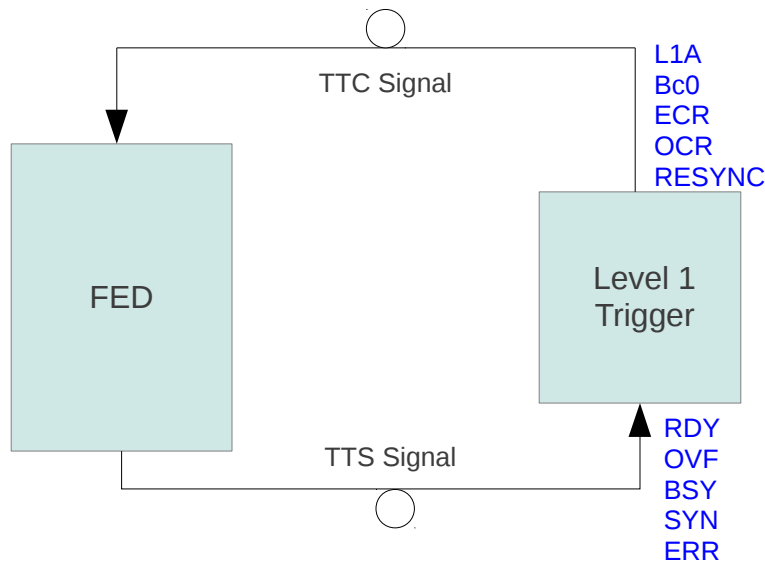 L1A
Bc0
ECR
OCR
RESYNC
TTC Signal
FED
Level 1
Trigger
TTS Signal
RDY
OVF
BSY
SYN
ERR